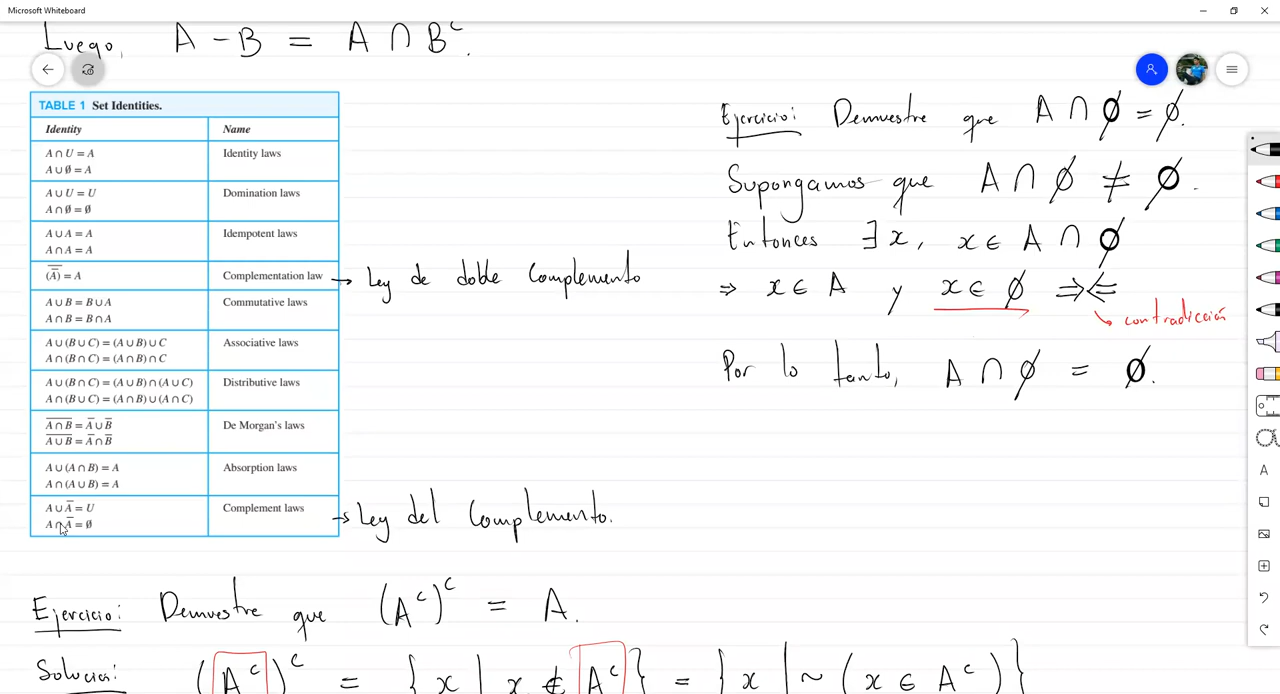 Microsoft Whiteboard
Luego, A - B = A ∩ Bᶜ.
TABLE 1 Set Identities.
Identity Name
A ∩ U = A Identity laws
A ∪ ∅ = A
A ∪ U = U Domination laws
A ∩ ∅ = ∅
A ∪ A = A Idempotent laws
A ∩ A = A
(A̅)̅ = A Complementation law → Ley de doble Complemento
A ∪ B = B ∪ A Commutative laws
A ∩ B = B ∩ A
A ∪ (B ∪ C) = (A ∪ B) ∪ C Associative laws
A ∩ (B ∩ C) = (A ∩ B) ∩ C
A ∪ (B ∩ C) = (A ∪ B) ∩ (A ∪ C) Distributive laws
A ∩ (B ∪ C) = (A ∩ B) ∪ (A ∩ C)
A̅ ̅∩̅ ̅B̅ = A̅ ∪ B̅ De Morgan's laws
A̅ ̅∪̅ ̅B̅ = A̅ ∩ B̅
A ∪ (A ∩ B) = A Absorption laws
A ∩ (A ∪ B) = A
A ∪ A̅ = U Complement laws → Ley del Complemento.
A ∩ A̅ = ∅
Ejercicio: Demuestre que A ∩ ∅ = ∅.
Supongamos que A ∩ ∅ ≠ ∅.
Entonces ∃ x, x ∈ A ∩ ∅
⇒ x ∈ A y x ∈ ∅ ⇒⇐
↘ contradicción
Por lo tanto, A ∩ ∅ = ∅.
Ejercicio: Demuestre que (Aᶜ)ᶜ = A.
Solución: (Aᶜ)ᶜ = { x | x ∉ Aᶜ } = { x | ~ (x ∈ Aᶜ) }